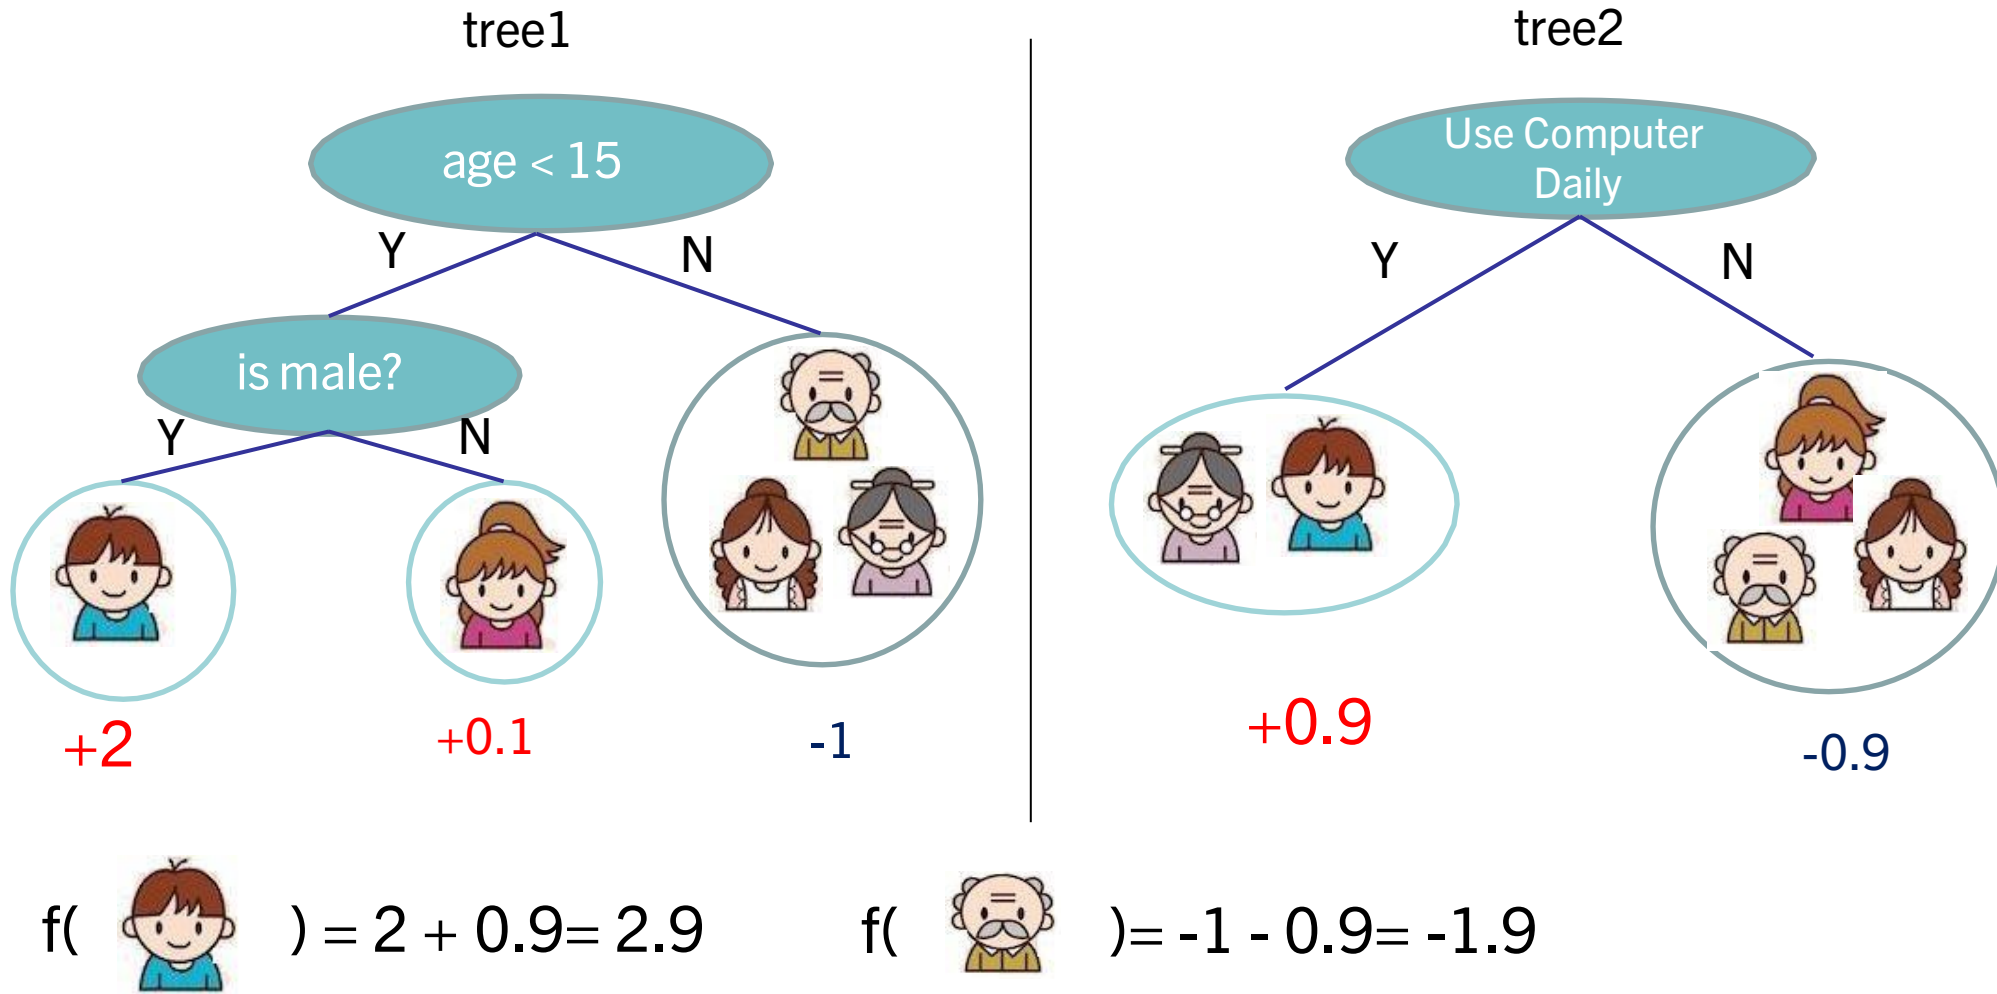 tree1
age < 15
Y
N
is male?
Y
N
+2
+0.1
-1
tree2
Use Computer
Daily
Y
N
+0.9
-0.9
f( ) = 2 + 0.9= 2.9
f( )= -1 - 0.9= -1.9